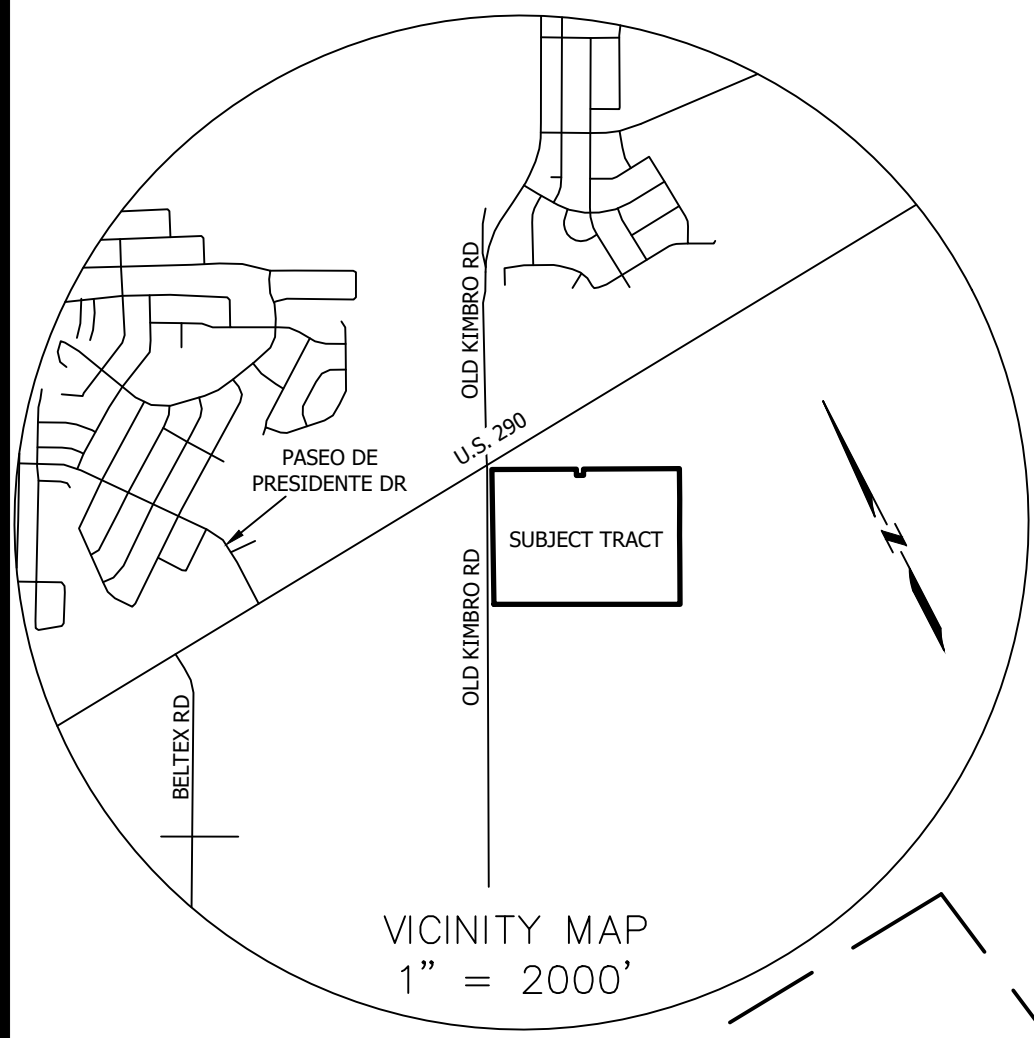 OLD KIMBRO RD
U.S. 290
PASEO DE
PRESIDENTE DR
SUBJECT TRACT
OLD KIMBRO RD
BELTEX RD
N
VICINITY MAP
1" = 2000'